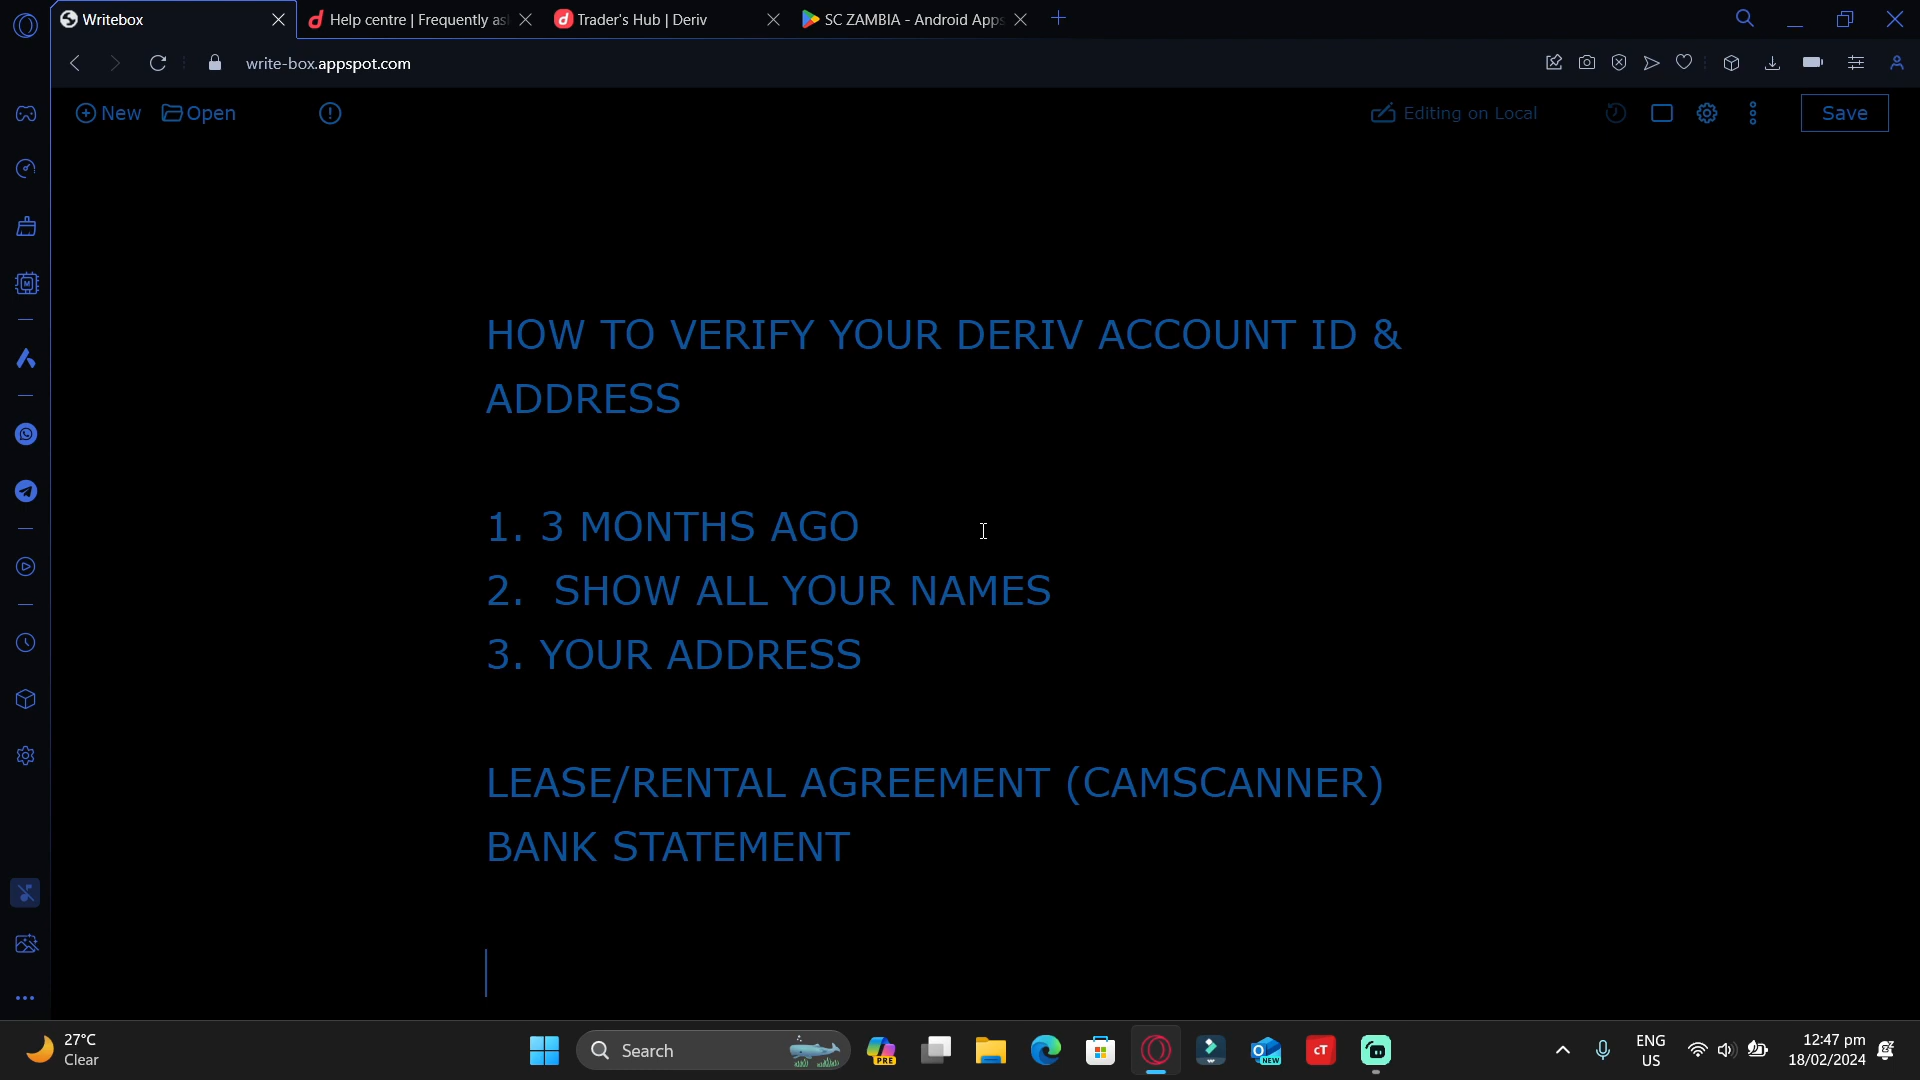 Writebox
Help centre | Frequently as
Trader's Hub | Deriv
SC ZAMBIA - Android Apps
write-box.appspot.com
New
Open
Editing on Local
Save
HOW TO VERIFY YOUR DERIV ACCOUNT ID &
ADDRESS
1. 3 MONTHS AGO
2. SHOW ALL YOUR NAMES
3. YOUR ADDRESS
LEASE/RENTAL AGREEMENT (CAMSCANNER)
BANK STATEMENT
27°C
Clear
Search
PRE
NEW
cT
ENG
US
12:47 pm
18/02/2024